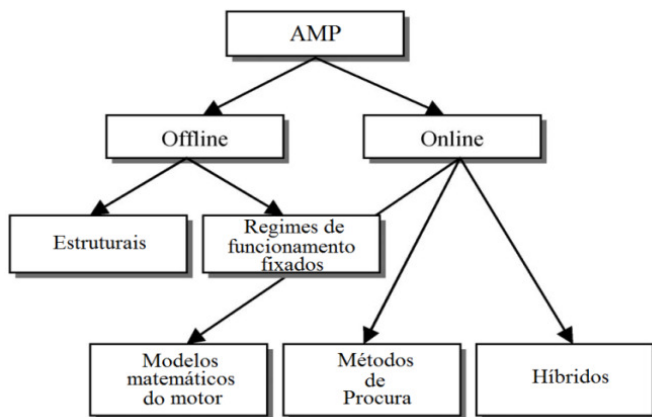 AMP
Offline
Online
Estruturais
Regimes de
funcionamento
fixados
Modelos
matemáticos
do motor
Métodos
de
Procura
Híbridos